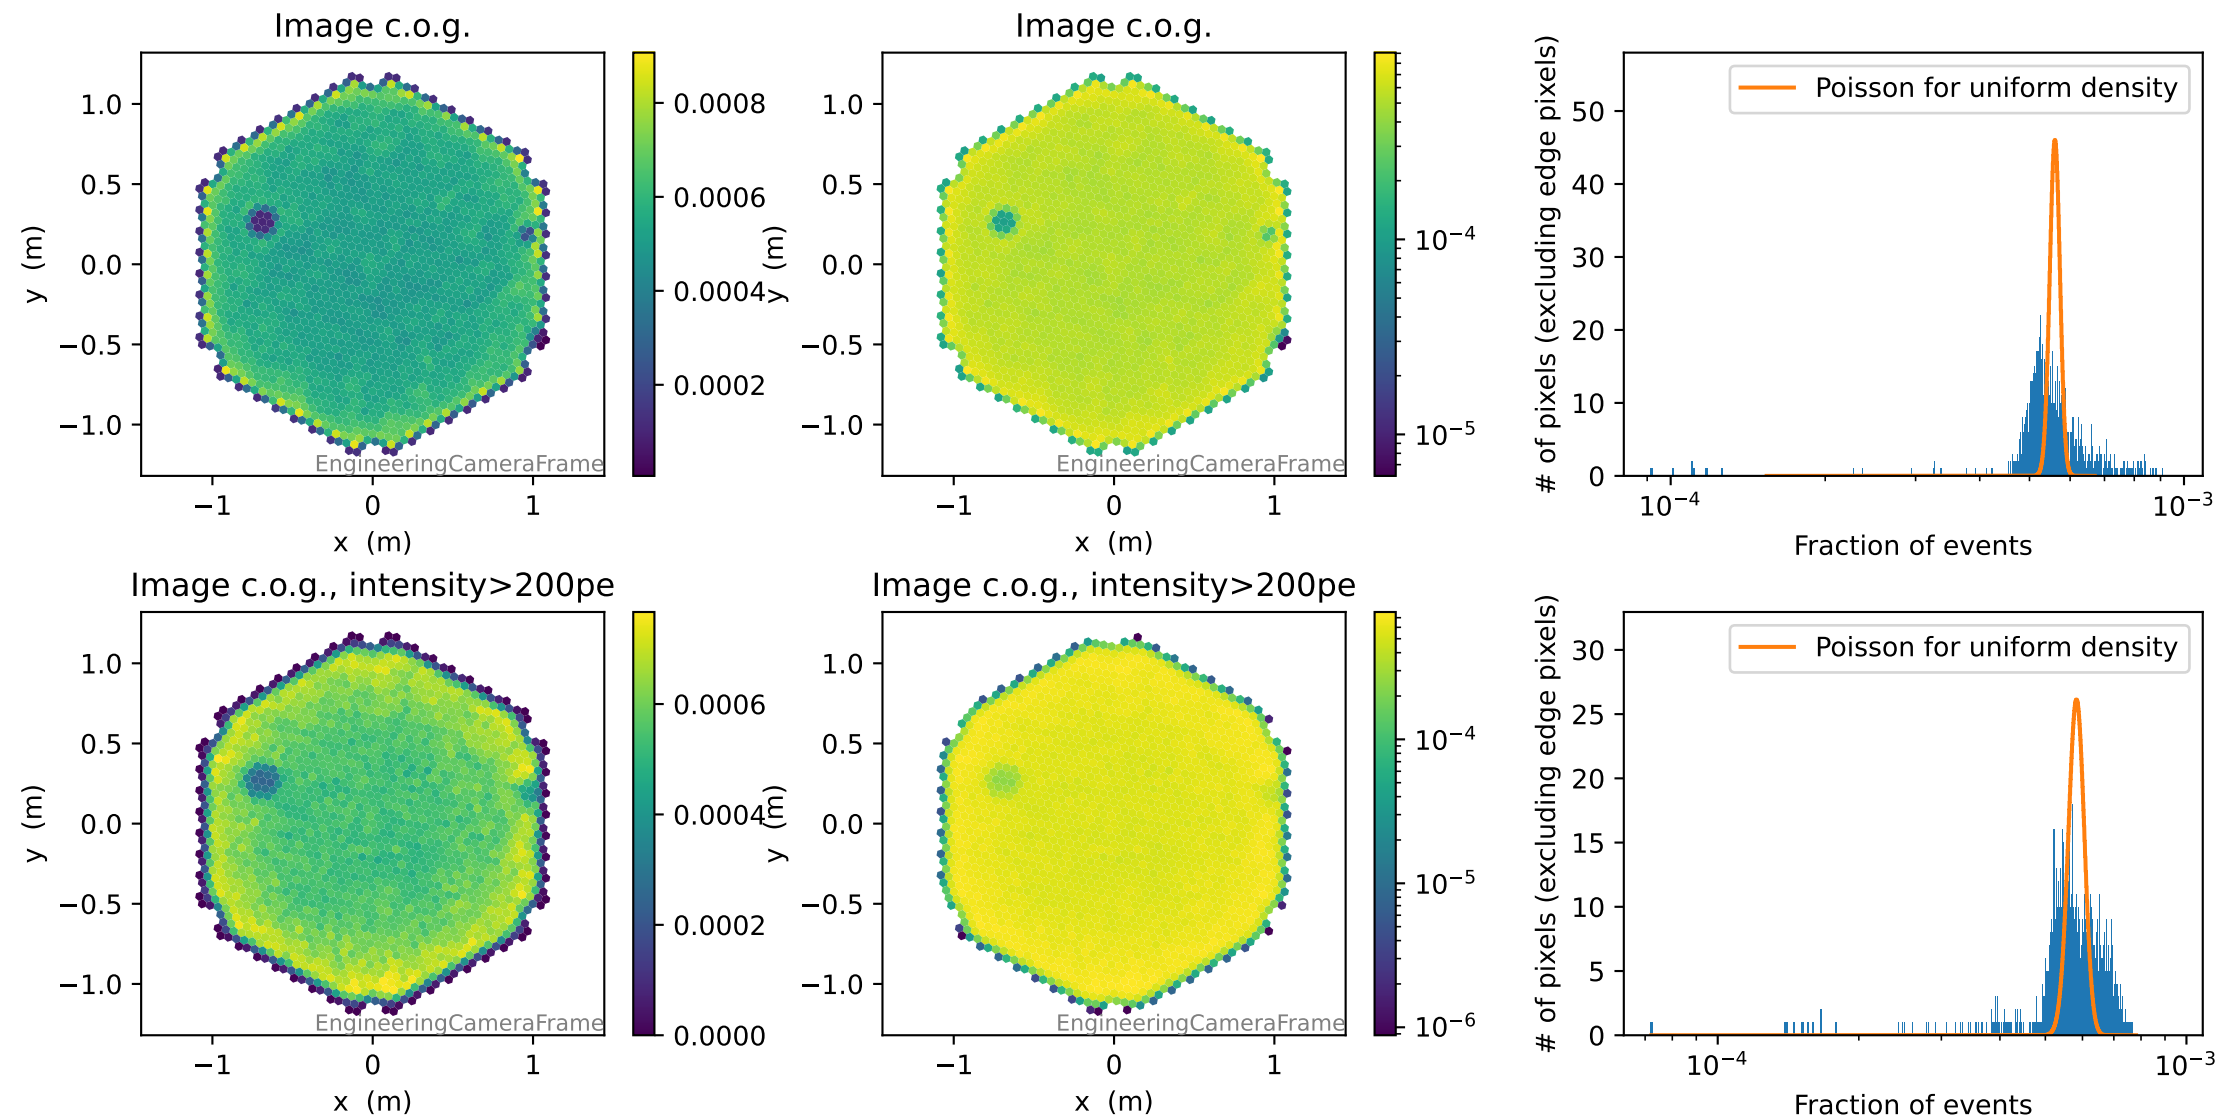 Image c.o.g.
y (m)
1.0
0.5
0.0
−0.5
−1.0
−1
0
1
x (m)
EngineeringCameraFrame
0.0008
0.0006
0.0004
0.0002
Image c.o.g.
y (m)
1.0
0.5
0.0
−0.5
−1.0
−1
0
1
x (m)
EngineeringCameraFrame
10⁻⁴
10⁻⁵
# of pixels (excluding edge pixels)
50
40
30
20
10
0
Poisson for uniform density
10⁻⁴
10⁻³
Fraction of events
Image c.o.g., intensity>200pe
y (m)
1.0
0.5
0.0
−0.5
−1.0
−1
0
1
x (m)
EngineeringCameraFrame
0.0006
0.0004
0.0002
0.0000
Image c.o.g., intensity>200pe
y (m)
1.0
0.5
0.0
−0.5
−1.0
−1
0
1
x (m)
EngineeringCameraFrame
10⁻⁴
10⁻⁵
10⁻⁶
# of pixels (excluding edge pixels)
30
25
20
15
10
5
0
Poisson for uniform density
10⁻⁴
10⁻³
Fraction of events